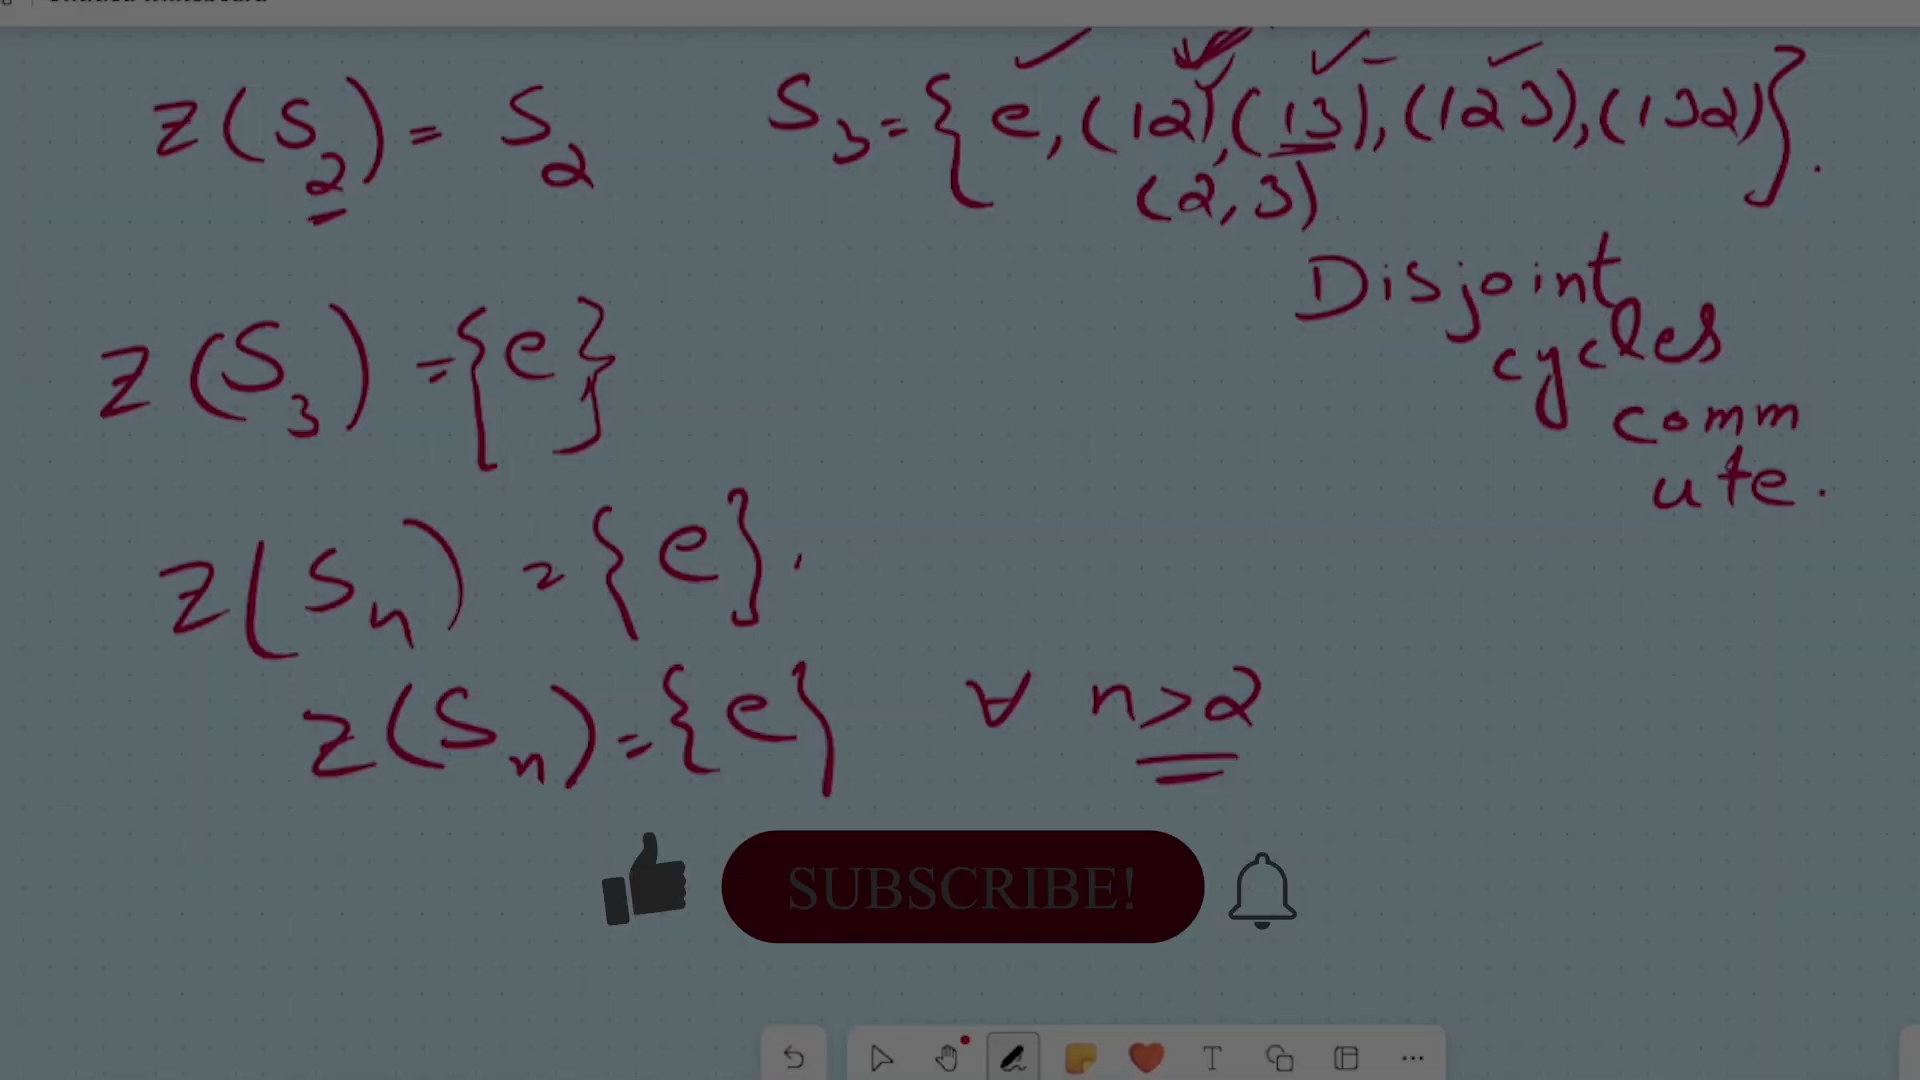 Z(S₂) = S₂
S₃ = {e, (12), (13), (123), (132)}.
(2,3)
Disjoint
cycles
comm
ute.
Z(S₃) = {e}
Z(Sₙ) = {e}.
Z(Sₙ) = {e} ∀ n>2
SUBSCRIBE!